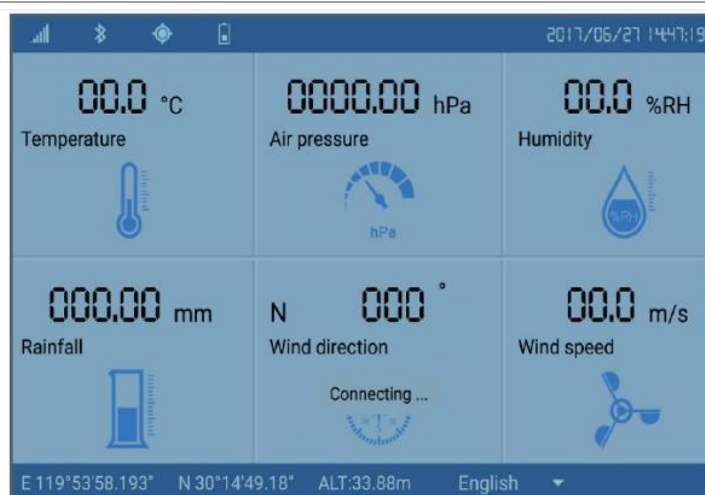 2017/06/27 14:47:19
00.0 °C
Temperature
0000.00 hPa
Air pressure
hPa
00.0 %RH
Humidity
%RH
000.00 mm
Rainfall
N 000 °
Wind direction
Connecting ...
00.0 m/s
Wind speed
E 119°53'58.193" N 30°14'49.18" ALT:33.88m English